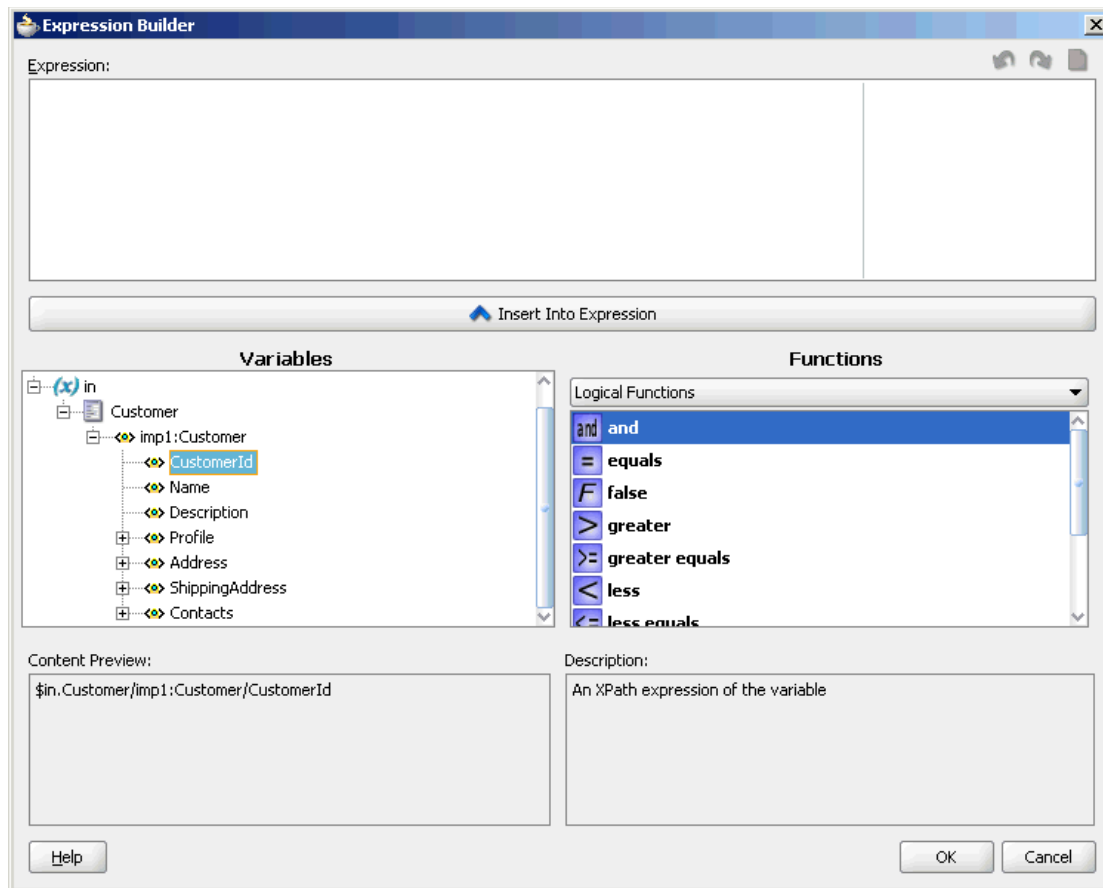 Expression Builder
Expression:
Insert Into Expression
Variables
(x) in
Customer
imp1:Customer
CustomerId
Name
Description
Profile
Address
ShippingAddress
Contacts
Functions
Logical Functions
and and
= equals
F false
> greater
>= greater equals
< less
<= less equals
Content Preview:
$in.Customer/imp1:Customer/CustomerId
Description:
An XPath expression of the variable
Help
OK
Cancel